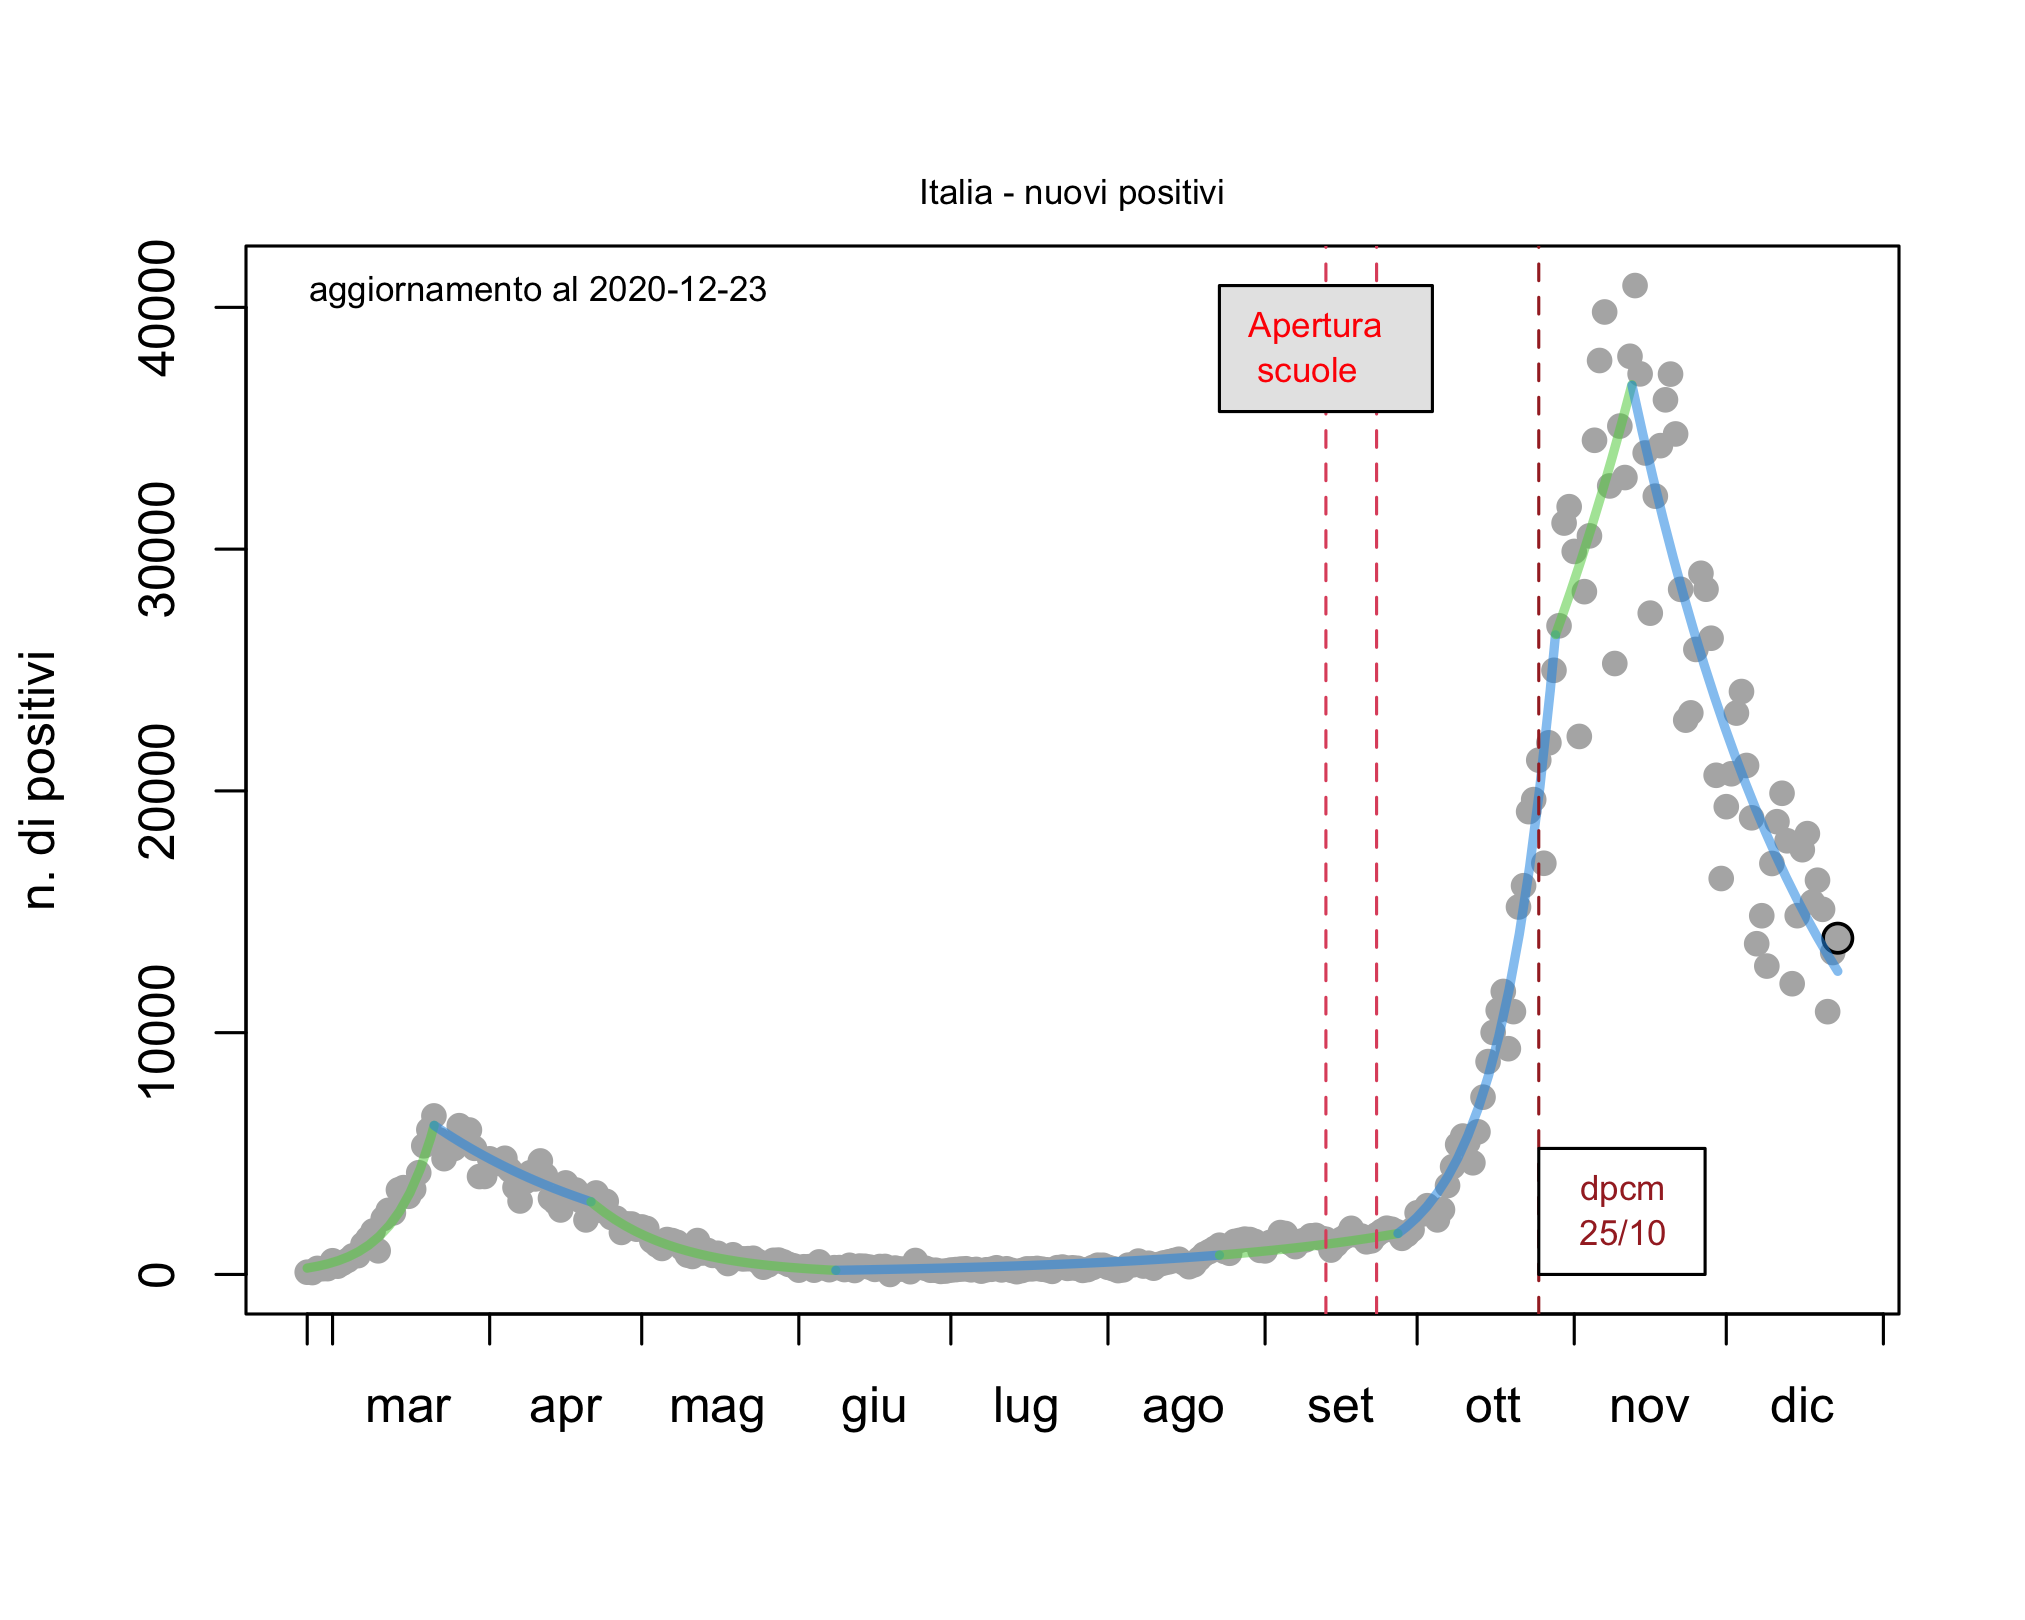 Italia - nuovi positivi
aggiornamento al 2020-12-23
Apertura
scuole
dpcm
25/10
n. di positivi
40000
30000
20000
10000
0
mar apr mag giu lug ago set ott nov dic